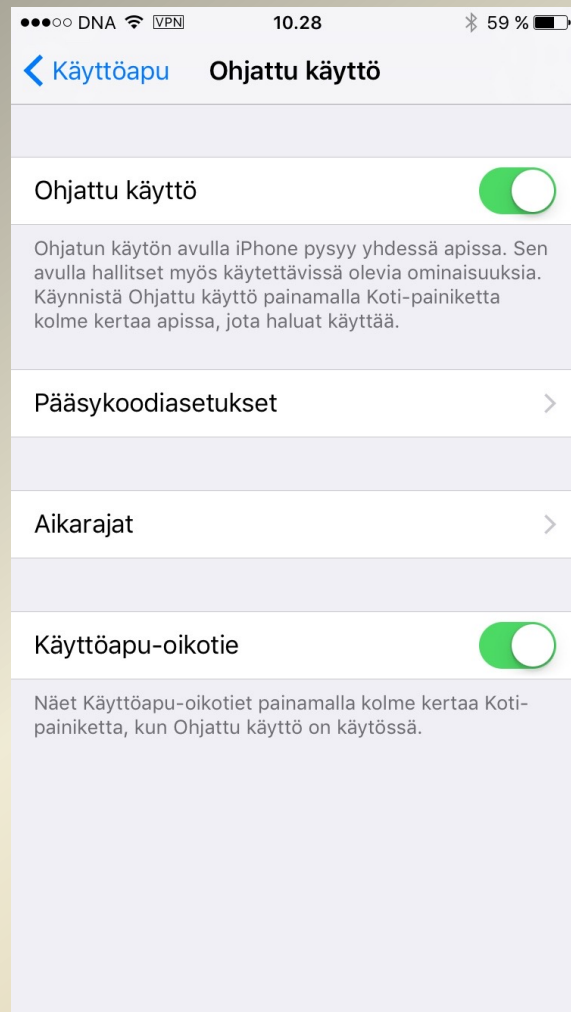 DNA VPN 10.28 59 %
Käyttöapu Ohjattu käyttö
Ohjattu käyttö
Ohjatun käytön avulla iPhone pysyy yhdessä apissa. Sen
avulla hallitset myös käytettävissä olevia ominaisuuksia.
Käynnistä Ohjattu käyttö painamalla Koti-painiketta
kolme kertaa apissa, jota haluat käyttää.
Pääsykoodiasetukset
Aikarajat
Käyttöapu-oikotie
Näet Käyttöapu-oikotiet painamalla kolme kertaa Koti-
painiketta, kun Ohjattu käyttö on käytössä.